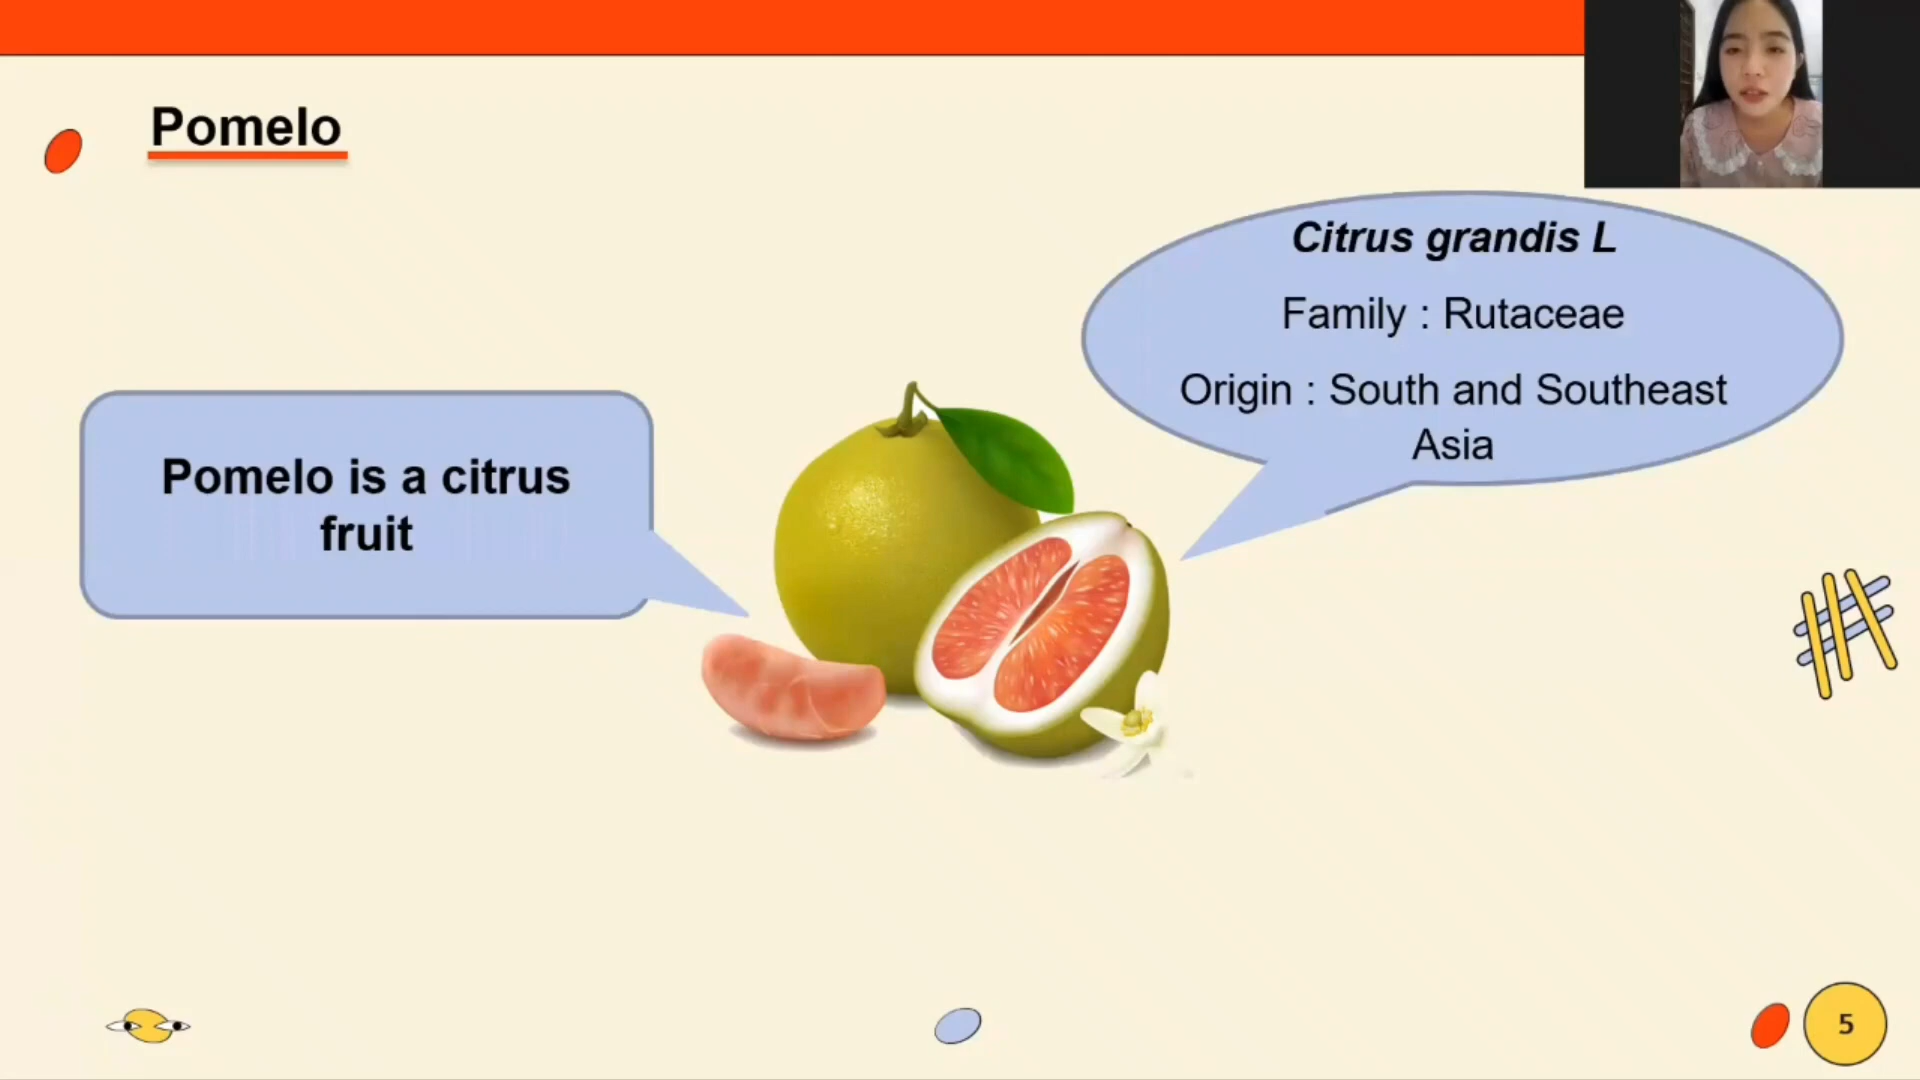 Pomelo
Citrus grandis L
Family : Rutaceae
Origin : South and Southeast
Asia
Pomelo is a citrus
fruit
5